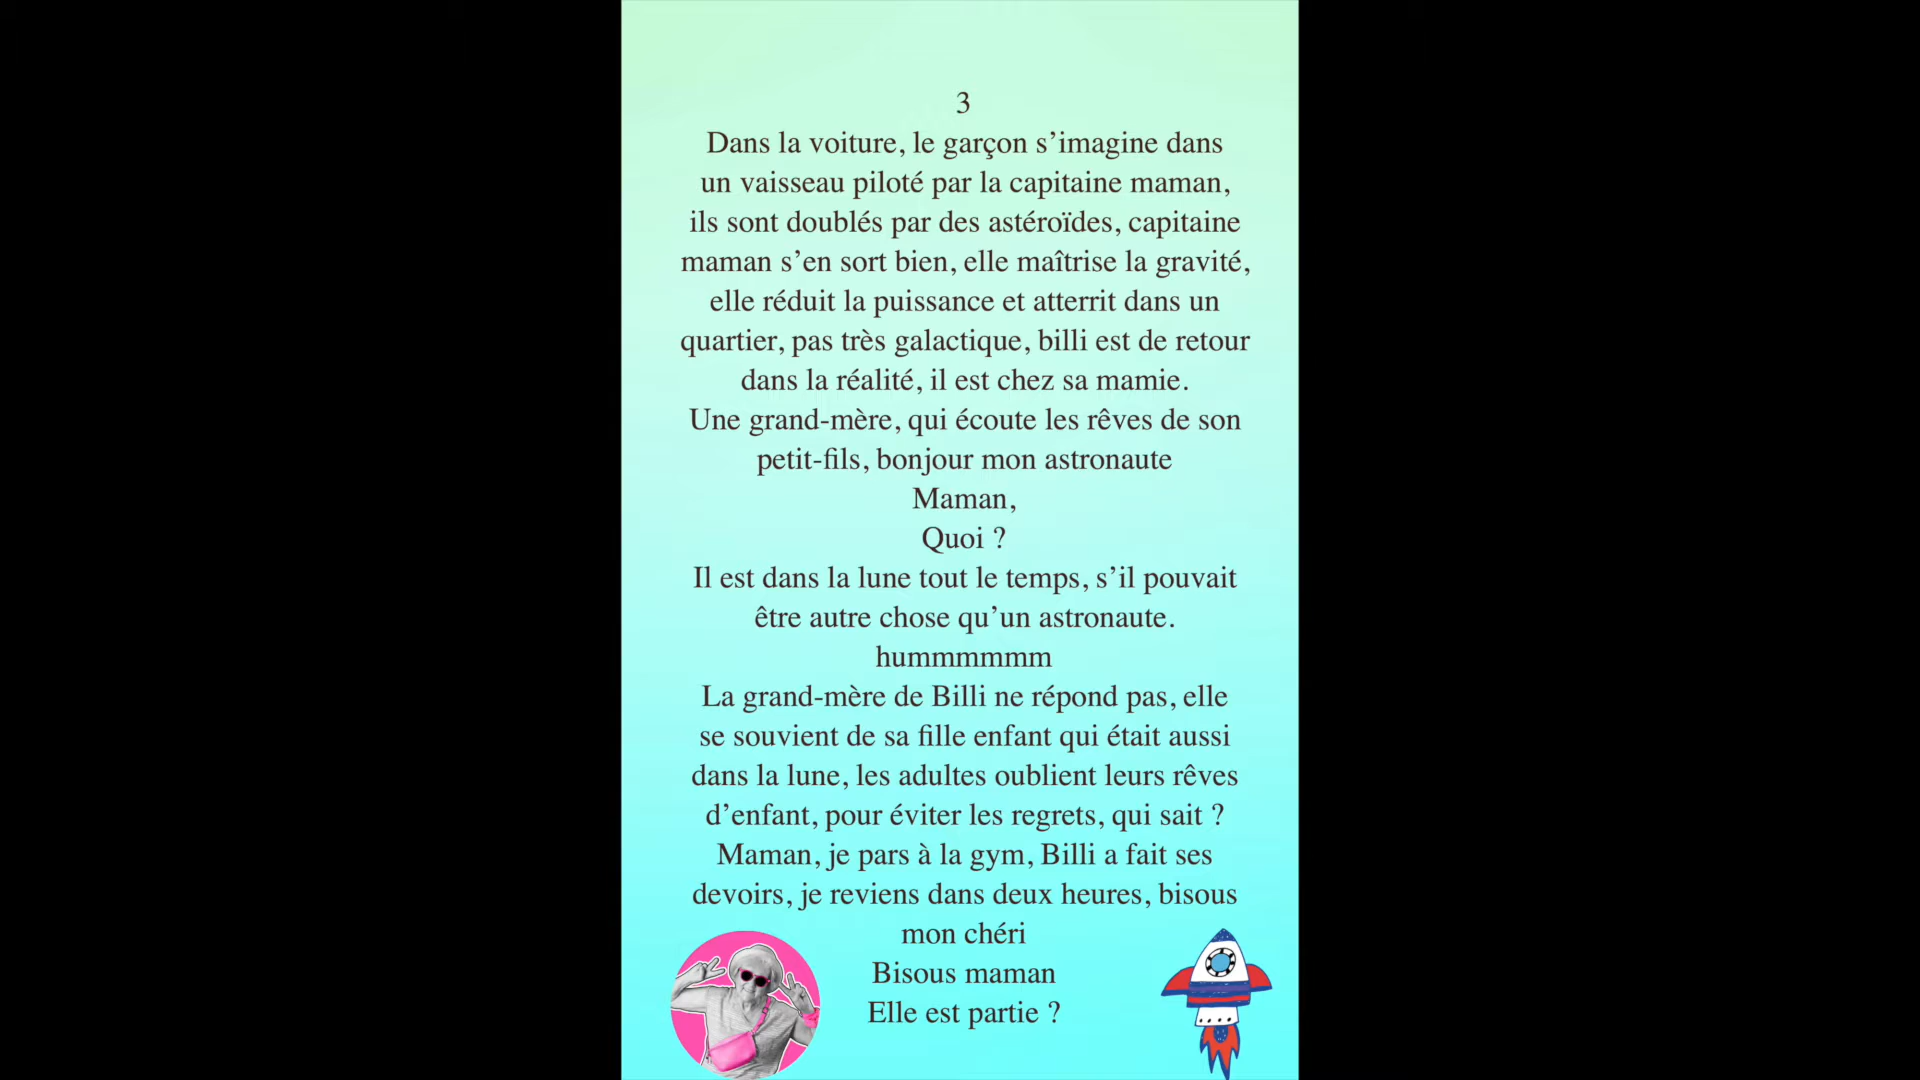 3
Dans la voiture, le garçon s’imagine dans
un vaisseau piloté par la capitaine maman,
ils sont doublés par des astéroïdes, capitaine
maman s’en sort bien, elle maîtrise la gravité,
elle réduit la puissance et atterrit dans un
quartier, pas très galactique, billi est de retour
dans la réalité, il est chez sa mamie.
Une grand-mère, qui écoute les rêves de son
petit-fils, bonjour mon astronaute
Maman,
Quoi ?
Il est dans la lune tout le temps, s’il pouvait
être autre chose qu’un astronaute.
hummmmmm
La grand-mère de Billi ne répond pas, elle
se souvient de sa fille enfant qui était aussi
dans la lune, les adultes oublient leurs rêves
d’enfant, pour éviter les regrets, qui sait ?
Maman, je pars à la gym, Billi a fait ses
devoirs, je reviens dans deux heures, bisous
mon chéri
Bisous maman
Elle est partie ?